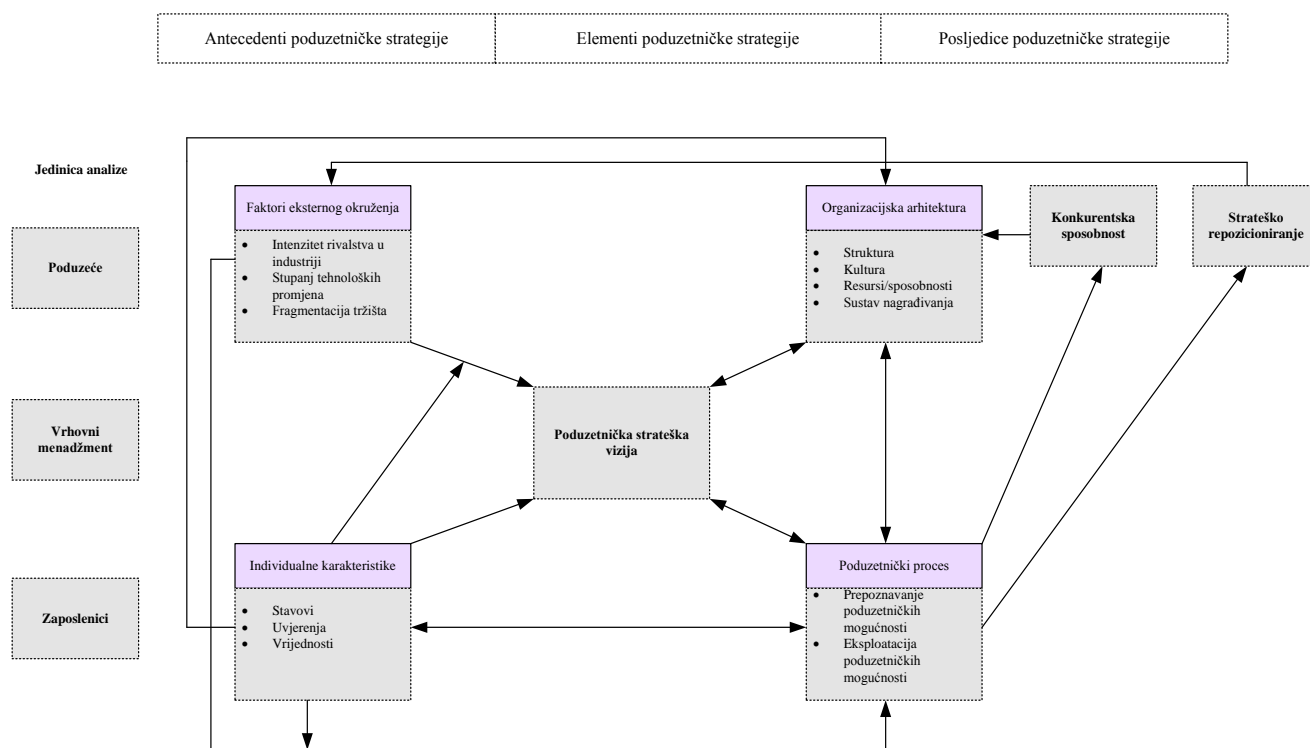 Antecedenti poduzetničke strategije
Elementi poduzetničke strategije
Posljedice poduzetničke strategije
Jedinica analize
Poduzeće
Vrhovni
menadžment
Zaposlenici
Faktori eksternog okruženja
• Intenzitet rivalstva u
industriji
• Stupanj tehnoloških
promjena
• Fragmentacija tržišta
Organizacijska arhitektura
• Struktura
• Kultura
• Resursi/sposobnosti
• Sustav nagrađivanja
Konkurentska
sposobnost
Strateško
repozicioniranje
Poduzetnička strateška
vizija
Individualne karakteristike
• Stavovi
• Uvjerenja
• Vrijednosti
Poduzetnički proces
• Prepoznavanje
poduzetničkih
mogućnosti
• Eksploatacija
poduzetničkih
mogućnosti